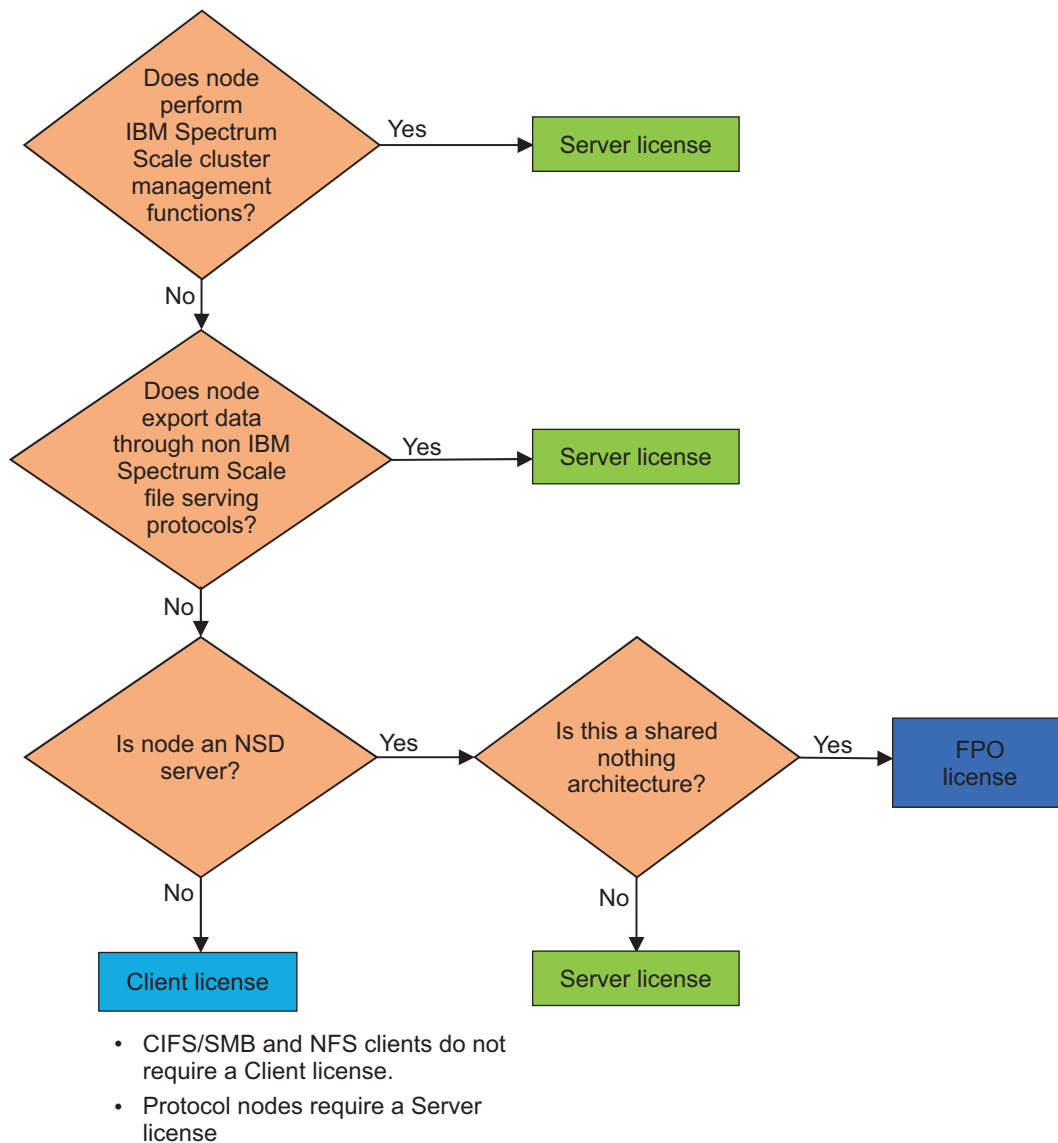 Does node
perform
IBM Spectrum
Scale cluster
management
functions?
Yes
Server license
No
Does node
export data
through non IBM
Spectrum Scale
file serving
protocols?
Yes
Server license
No
Is node an NSD
server?
Yes
Is this a shared
nothing
architecture?
Yes
FPO
license
No
No
Client license
Server license
• CIFS/SMB and NFS clients do not
require a Client license.
• Protocol nodes require a Server
license